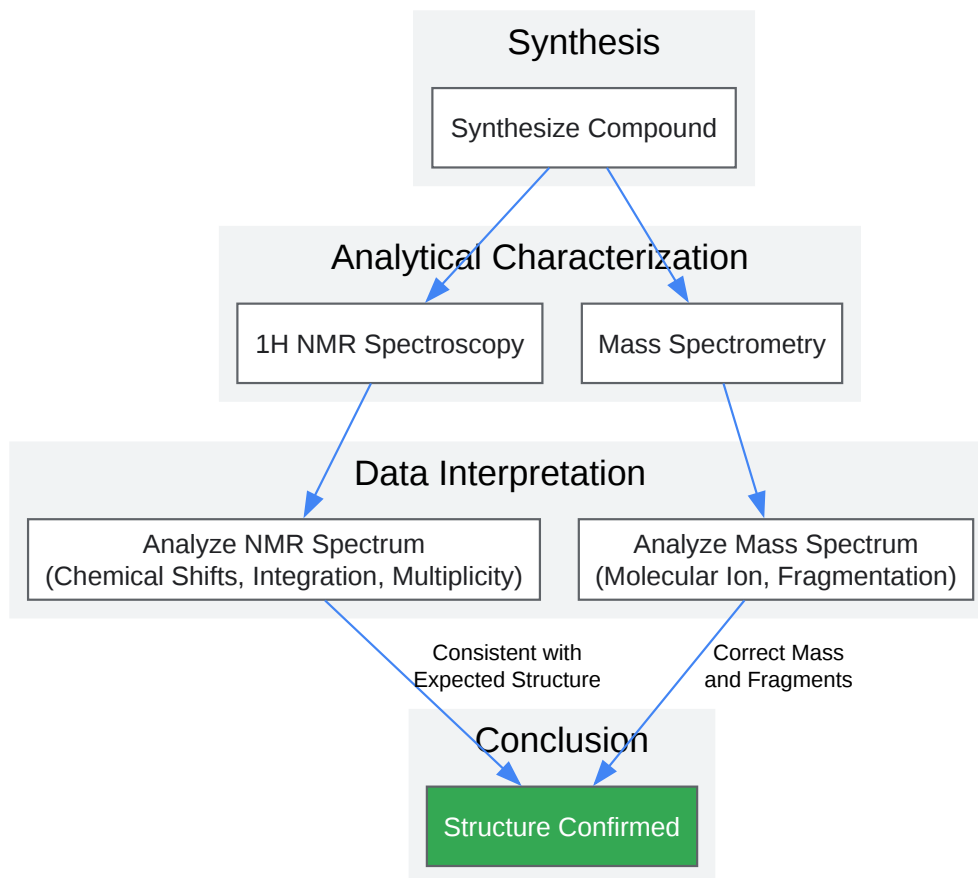 Synthesis
Synthesize Compound
Analytical Characterization
1H NMR Spectroscopy
Mass Spectrometry
Data Interpretation
Analyze NMR Spectrum
(Chemical Shifts, Integration, Multiplicity)
Analyze Mass Spectrum
(Molecular Ion, Fragmentation)
Consistent with
Expected Structure
Correct Mass
and Fragments
Conclusion
Structure Confirmed